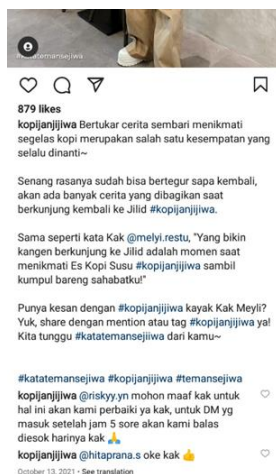 #katatemansejiwa
879 likes
kopijanjijiwa Bertukar cerita sembari menikmati
segelas kopi merupakan salah satu kesempatan yang
selalu dinanti~
Senang rasanya sudah bisa bertegur sapa kembali,
akan ada banyak cerita yang dibagikan saat
berkunjung kembali ke Jilid #kopijanjijiwa.
Sama seperti kata Kak @melyi.restu, "Yang bikin
kangen berkunjung ke Jilid adalah momen saat
menikmati Es Kopi Susu #kopijanjijiwa sambil
kumpul bareng sahabatku!"
Punya kesan dengan #kopijanjijiwa kayak Kak Meyli?
Yuk, share dengan mention atau tag #kopijanjijiwa ya!
Kita tunggu #katatemansejiwa dari kamu~
#katatemansejiwa #kopijanjijiwa #temansejiwa
kopijanjijiwa @riskyy.yn mohon maaf kak untuk
hal ini akan kami perbaiki ya kak, untuk DM yg
masuk setelah jam 5 sore akan kami balas
diesok harinya kak 🙏
kopijanjijiwa @hitaprana_s oke kak 👍
October 13, 2021 • See translation